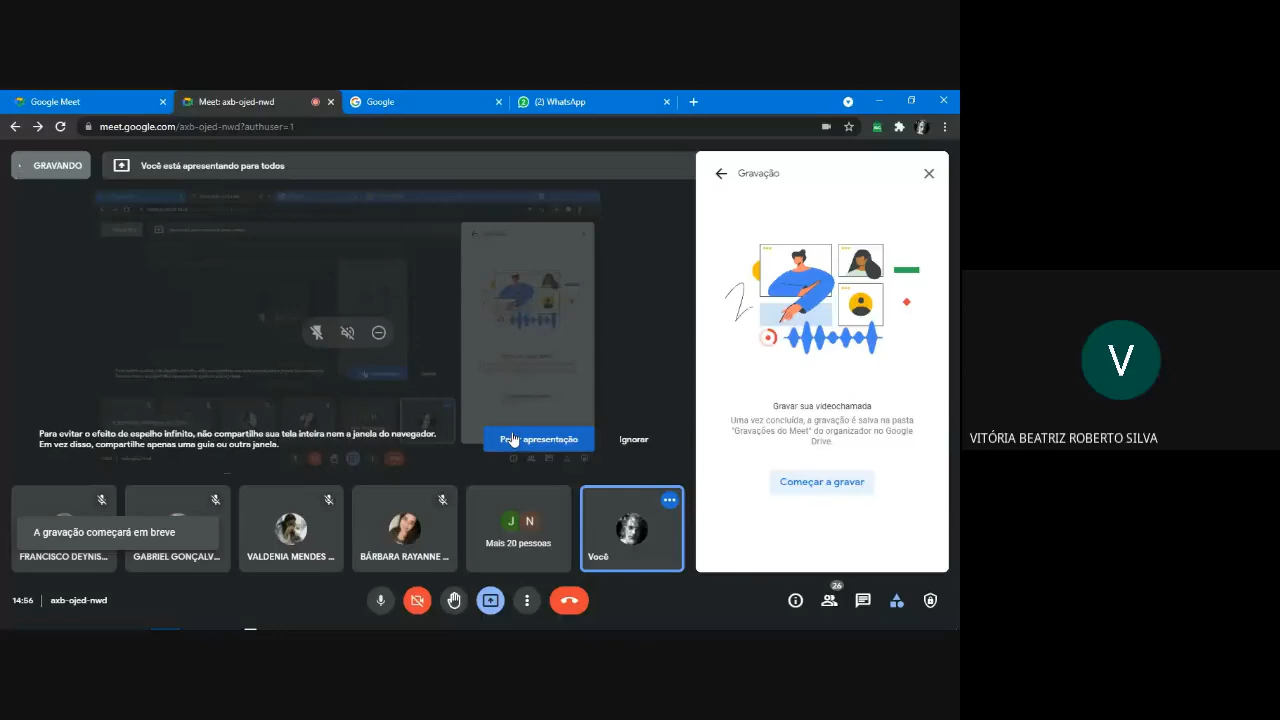 Google Meet
Meet: axb-ojed-nwd
Google
(2) WhatsApp
meet.google.com/axb-ojed-nwd?authuser=1
GRAVANDO
Você está apresentando para todos
Gravação
Gravar sua videochamada
Uma vez concluída, a gravação é salva na pasta
"Gravações do Meet" do organizador no Google
Drive.
Começar a gravar
Para evitar o efeito de espelho infinito, não compartilhe sua tela inteira nem a janela do navegador.
Em vez disso, compartilhe apenas uma guia ou outra janela.
apresentação
Ignorar
A gravação começará em breve
FRANCISCO DEYNIS...
GABRIEL GONÇALV...
VALDENIA MENDES ...
BÁRBARA RAYANNE ...
J N
Mais 20 pessoas
Você
14:56 | axb-ojed-nwd
26
V
VITÓRIA BEATRIZ ROBERTO SILVA